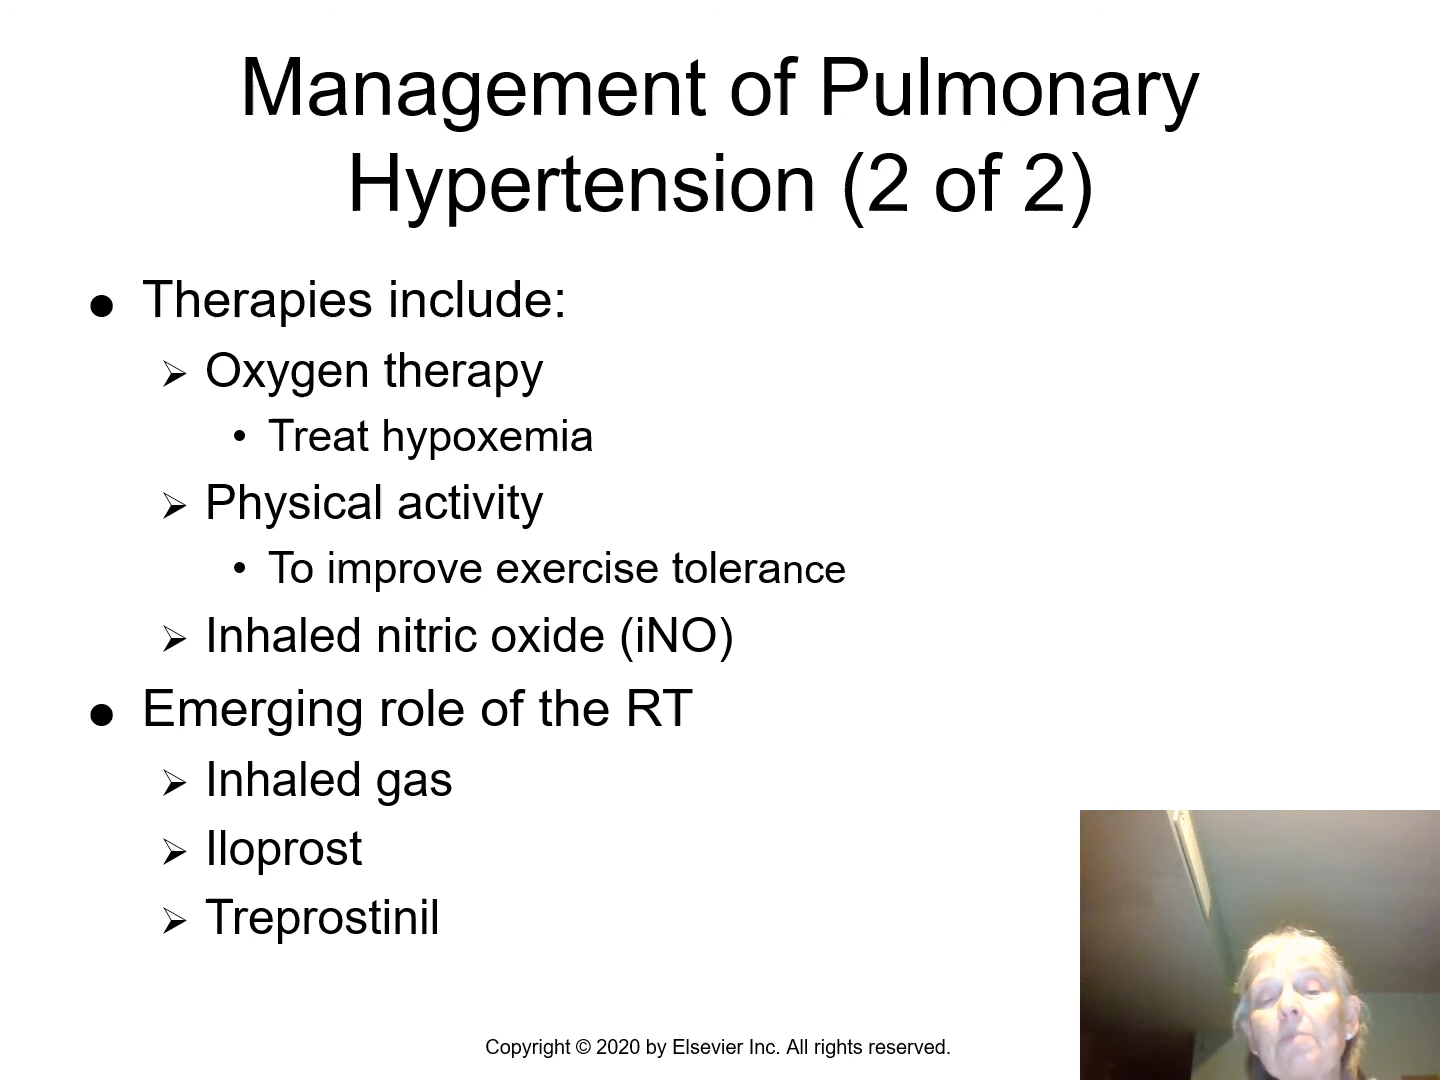 Management of Pulmonary
Hypertension (2 of 2)
● Therapies include:
➢ Oxygen therapy
• Treat hypoxemia
➢ Physical activity
• To improve exercise tolerance
➢ Inhaled nitric oxide (iNO)
● Emerging role of the RT
➢ Inhaled gas
➢ Iloprost
➢ Treprostinil
Copyright © 2020 by Elsevier Inc. All rights reserved.